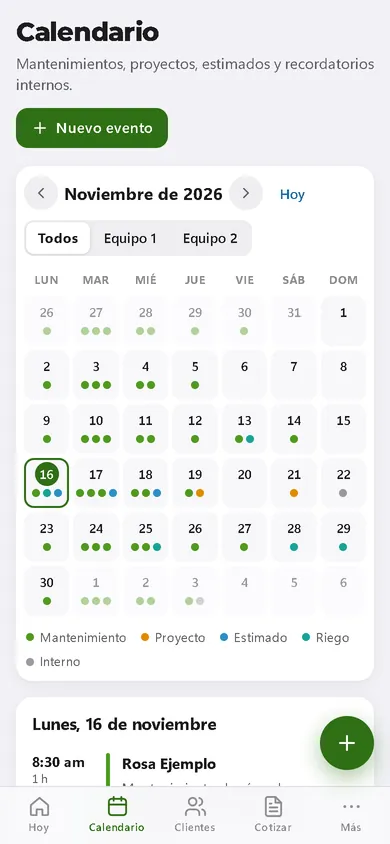 Calendario
Mantenimientos, proyectos, estimados y recordatorios
internos.
+ Nuevo evento
Noviembre de 2026
Hoy
Todos Equipo 1 Equipo 2
LUN MAR MIÉ JUE VIE SÁB DOM
26 27 28 29 30 31 1
2 3 4 5 6 7 8
9 10 11 12 13 14 15
16 17 18 19 20 21 22
23 24 25 26 27 28 29
30 1 2 3 4 5 6
Mantenimiento Proyecto Estimado Riego
Interno
Lunes, 16 de noviembre
8:30 am Rosa Ejemplo
1 h
Hoy Calendario Clientes Cotizar Más